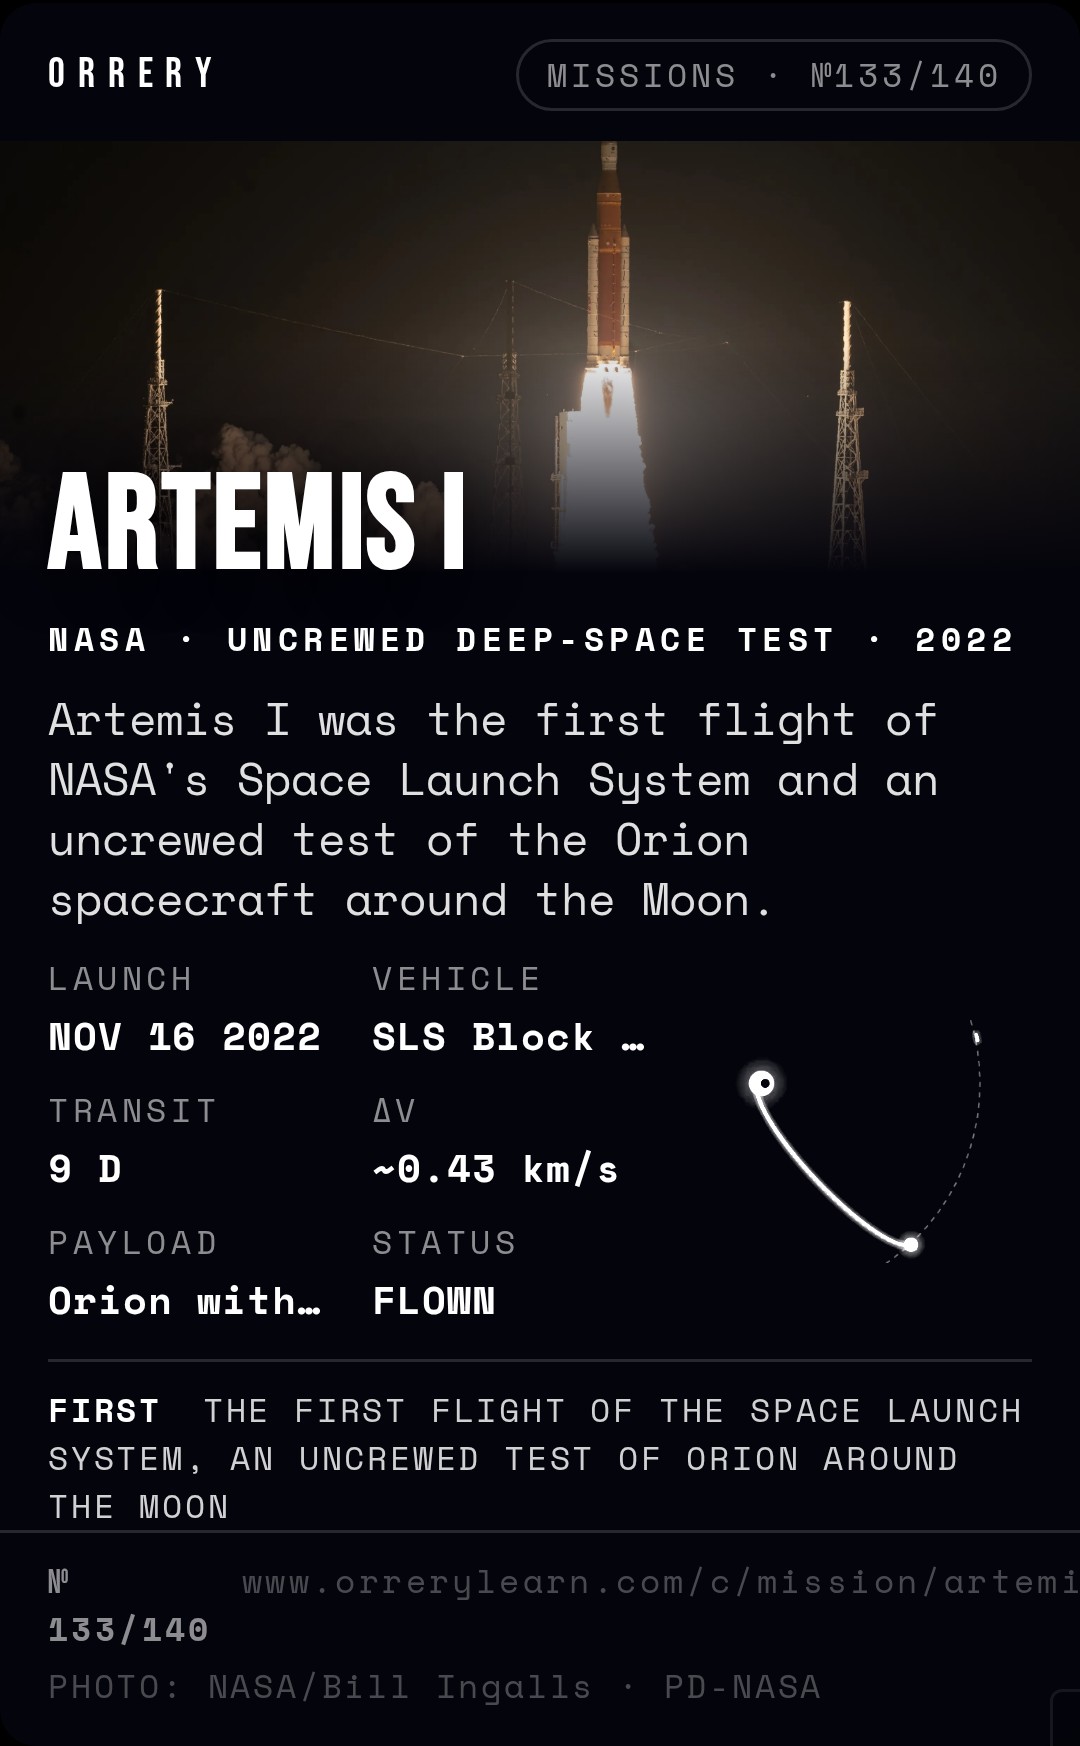 ORRERY
MISSIONS · №133/140
ARTEMIS I
NASA · UNCREWED DEEP-SPACE TEST · 2022
Artemis I was the first flight of
NASA's Space Launch System and an
uncrewed test of the Orion
spacecraft around the Moon.
LAUNCH VEHICLE
NOV 16 2022 SLS Block …
TRANSIT ΔV
9 D ~0.43 km/s
PAYLOAD STATUS
Orion with… FLOWN
FIRST THE FIRST FLIGHT OF THE SPACE LAUNCH
SYSTEM, AN UNCREWED TEST OF ORION AROUND
THE MOON
№ www.orrerylearn.com/c/mission/artemi
133/140
PHOTO: NASA/Bill Ingalls · PD-NASA